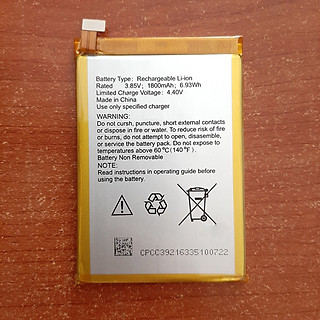 Battery Type: Rechargeable Li-ion
Rated 3.85V; 1800mAh; 6.93Wh
Limited Charge Voltage: 4.40V
Made in China
Use only specified charger
WARNING:
Do not cursh, puncture, short external contacts
or dispose in fire or water. To reduce risk of fire
or burns, do not attempt to open, disassembly,
service the battery pack. Do not expose to
temperatures above 60℃(140℉).
Battery Non Removable
NOTE:
Read instructions in operating guide before
using this battery.
CPCC39216335100722